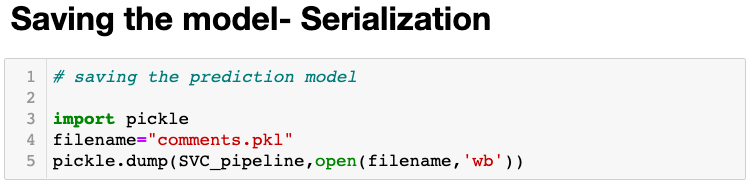 Saving the model- Serialization
1 # saving the prediction model
2
3 import pickle
4 filename="comments.pkl"
5 pickle.dump(SVC_pipeline,open(filename,'wb'))